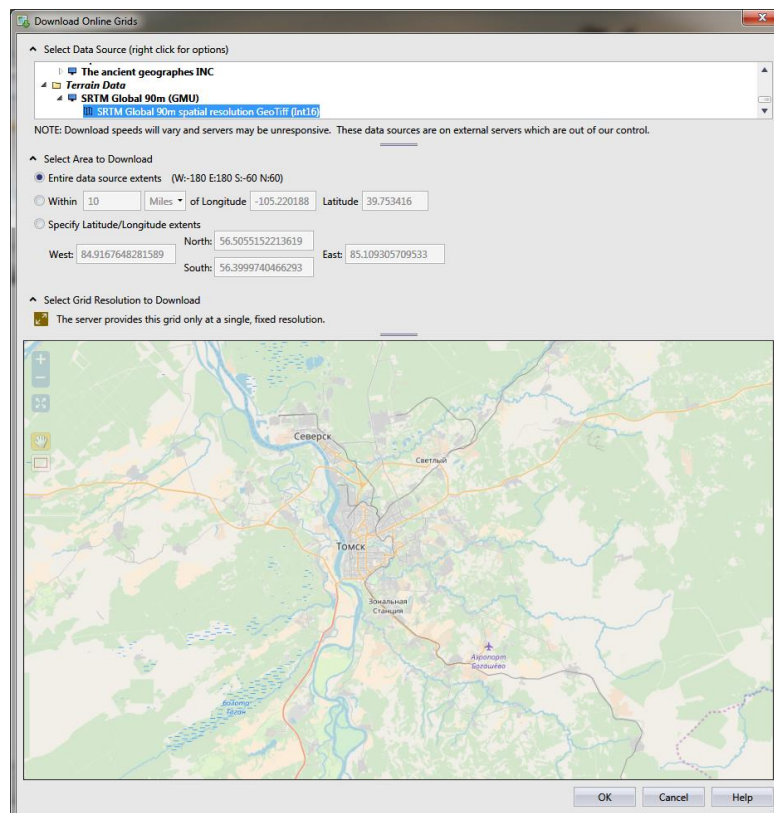 Download Online Grids
Select Data Source (right click for options)
The ancient geographes INC
Terrain Data
SRTM Global 90m (GMU)
SRTM Global 90m spatial resolution GeoTiff (Int16)
NOTE: Download speeds will vary and servers may be unresponsive. These data sources are on external servers which are out of our control.
Select Area to Download
Entire data source extents (W:-180 E:180 S:-60 N:60)
Within 10 Miles of Longitude -105.220188 Latitude 39.753416
Specify Latitude/Longitude extents
North: 56.5055152213619
West: 84.9167648281589 East: 85.109305709533
South: 56.3999740466293
Select Grid Resolution to Download
The server provides this grid only at a single, fixed resolution.
Северск
Светлый
Томск
Зональная
Станция
Аэропорт
Богашёво
Болото
Таган
OK Cancel Help